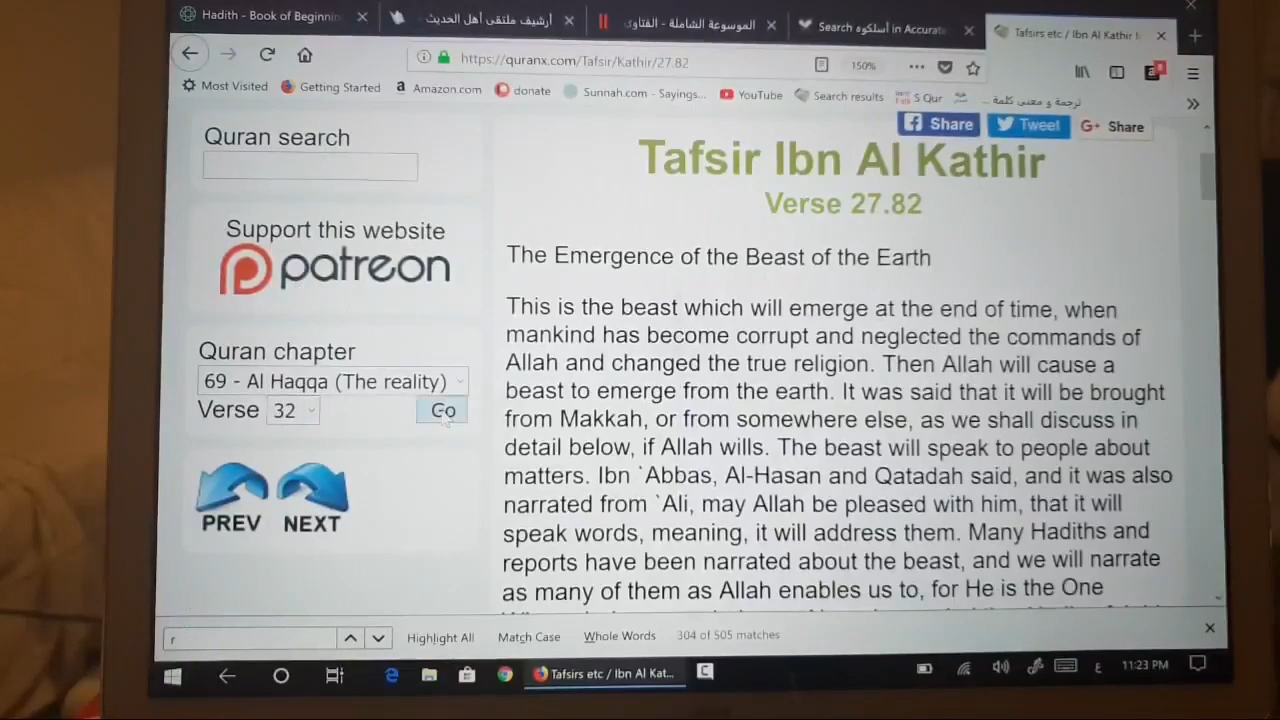 Hadith - Book of Beginnin
أرشيف ملتقى أهل الحديث
الموسوعة الشاملة - الفتاوى
Search أسلكوه in Accurate
Tafsirs etc / Ibn Al Kathir
https://quranx.com/Tafsir/Kathir/27.82
150%
Most Visited
Getting Started
Amazon.com
donate
Sunnah.com - Sayings...
YouTube
Search results
S Qur
ترجمة و معنى كلمة ...
Share
Tweet
G+ Share
Quran search
Support this website
patreon
Quran chapter
69 - Al Haqqa (The reality)
Verse 32
Go
PREV NEXT
Tafsir Ibn Al Kathir
Verse 27.82
The Emergence of the Beast of the Earth
This is the beast which will emerge at the end of time, when
mankind has become corrupt and neglected the commands of
Allah and changed the true religion. Then Allah will cause a
beast to emerge from the earth. It was said that it will be brought
from Makkah, or from somewhere else, as we shall discuss in
detail below, if Allah wills. The beast will speak to people about
matters. Ibn `Abbas, Al-Hasan and Qatadah said, and it was also
narrated from `Ali, may Allah be pleased with him, that it will
speak words, meaning, it will address them. Many Hadiths and
reports have been narrated about the beast, and we will narrate
as many of them as Allah enables us to, for He is the One
r
Highlight All
Match Case
Whole Words
304 of 505 matches
Tafsirs etc / Ibn Al Kat...
ع
11:23 PM